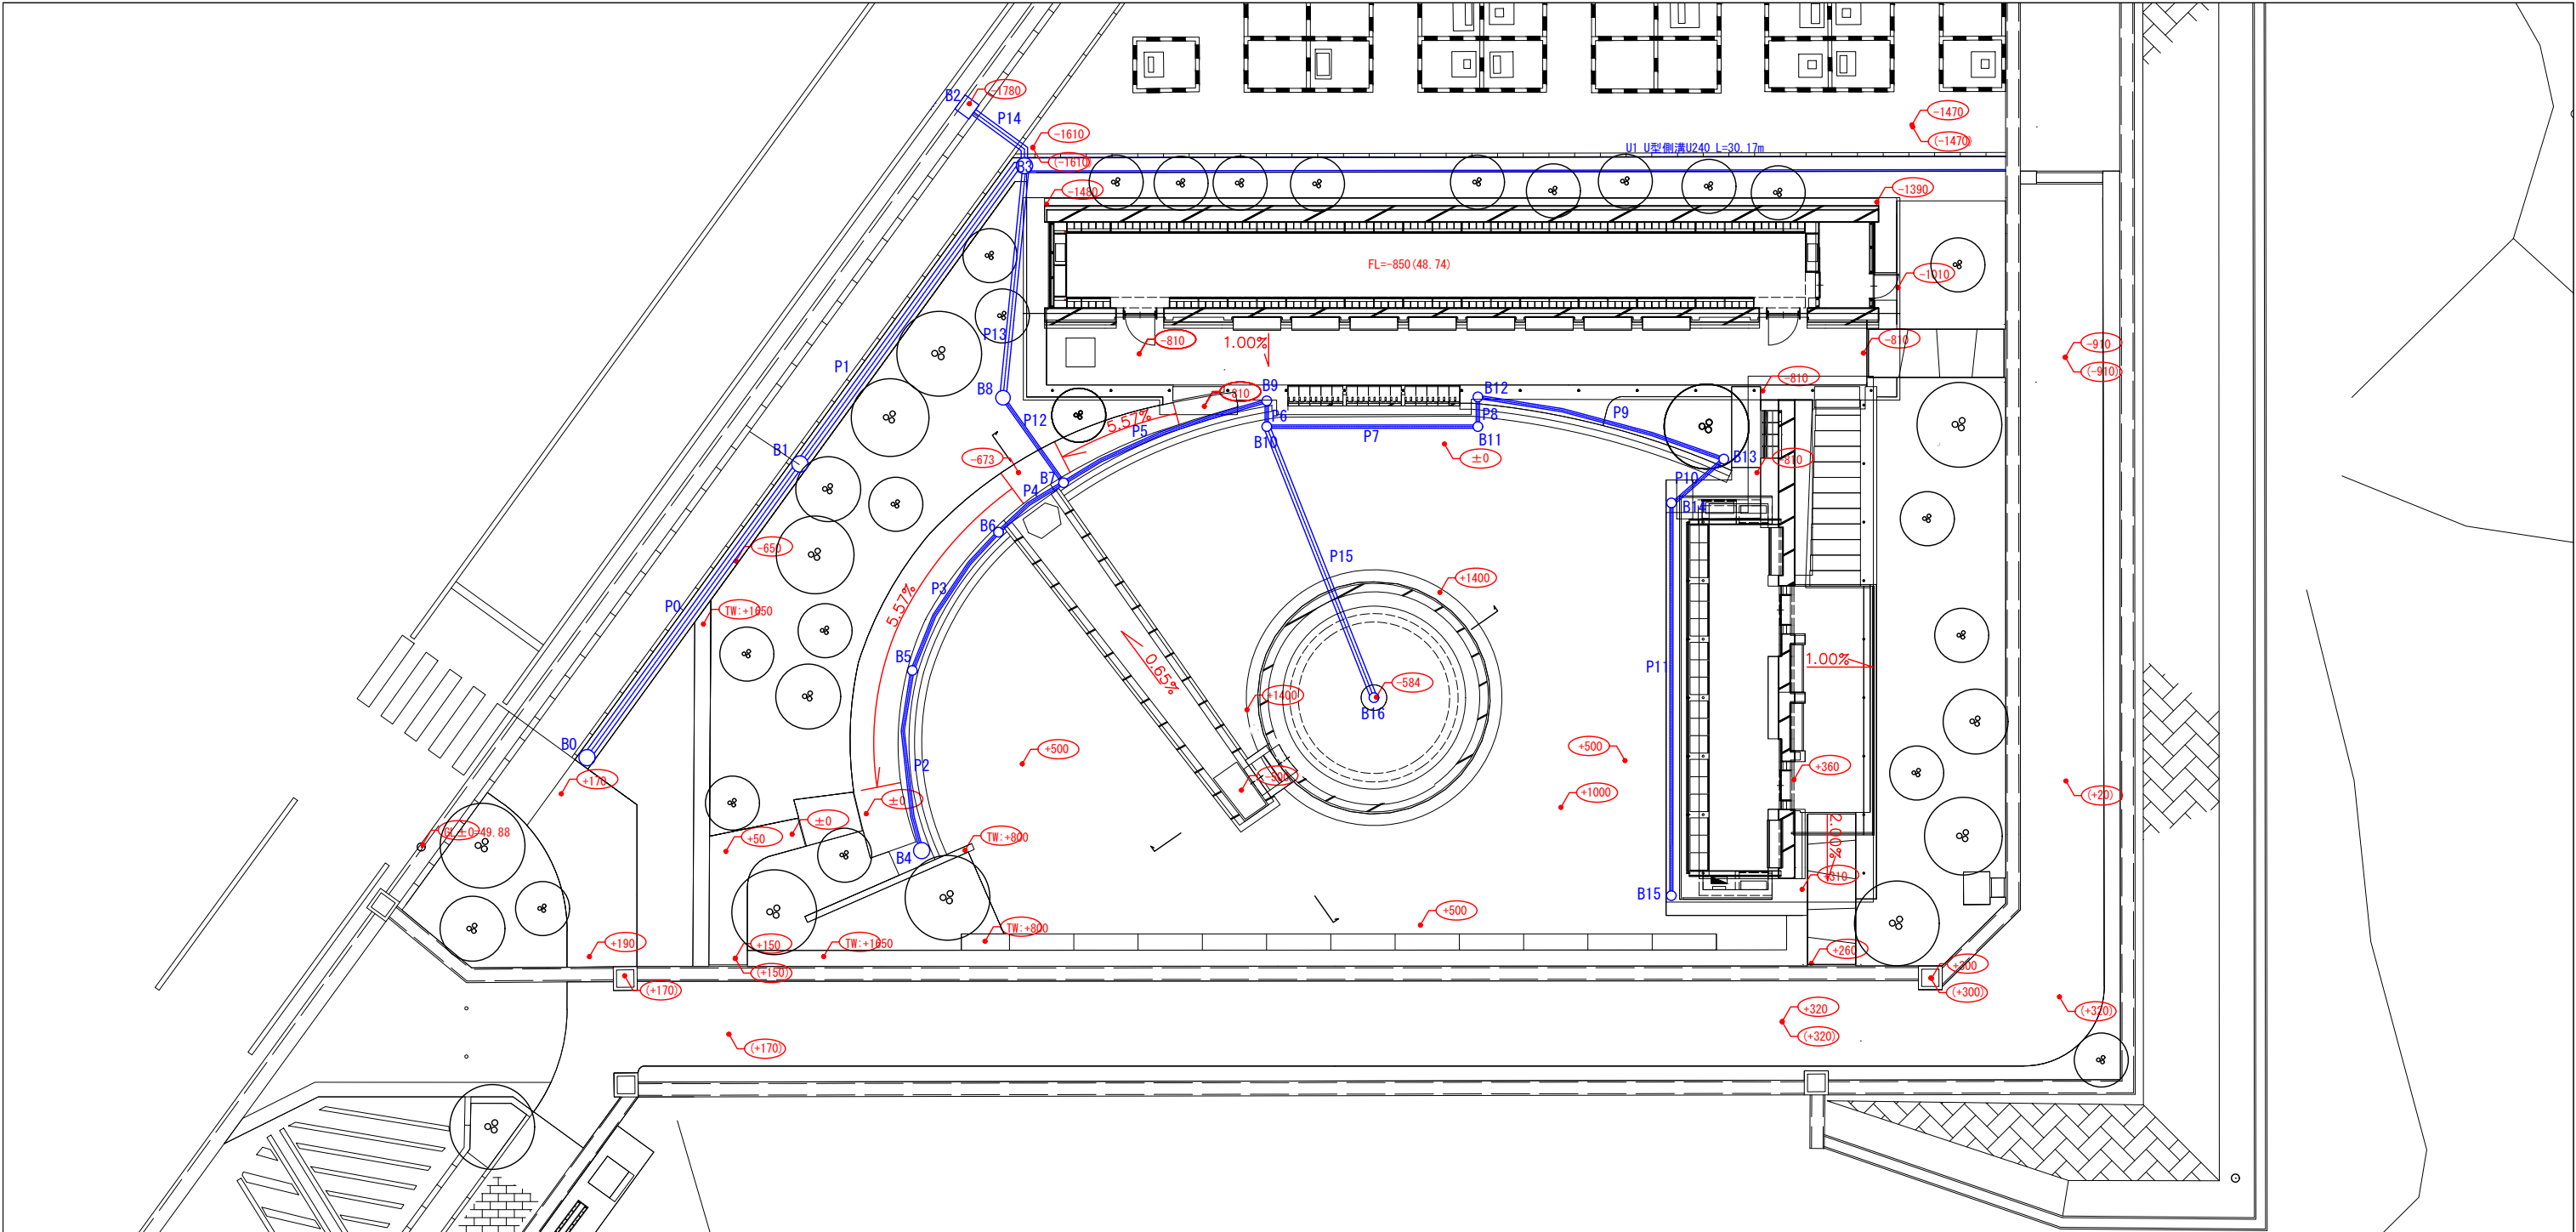 B2
-1780
P14
-1610
(-1610)
B3
-1470
(-1470)
U1 U型側溝U240 L=30.17m
-1480
-1390
FL=-850(48.74)
-1010
P13
P1
-810
1.00%
-810
-910
(-910)
B8
P12
-810
B9
B12
-810
5.57%
P5
P6
P8
P9
B10
P7
B11
±0
B1
-673
B7
P4
B13
-810
P10
B14
B6
-650
P15
P3
5.57%
+1400
P0
TW:+1650
B5
0.65%
P11
1.00%
-584
+1400
B16
B0
+500
+500
P2
+170
-500
+360
+1000
(+20)
±0
±0
GL±0=49.88
+50
TW:+800
B4
2.00%
+310
B15
+500
TW:+800
+190
+150
(+150)
TW:+1650
+260
+300
(+300)
(+170)
+320
(+320)
(+320)
(+170)